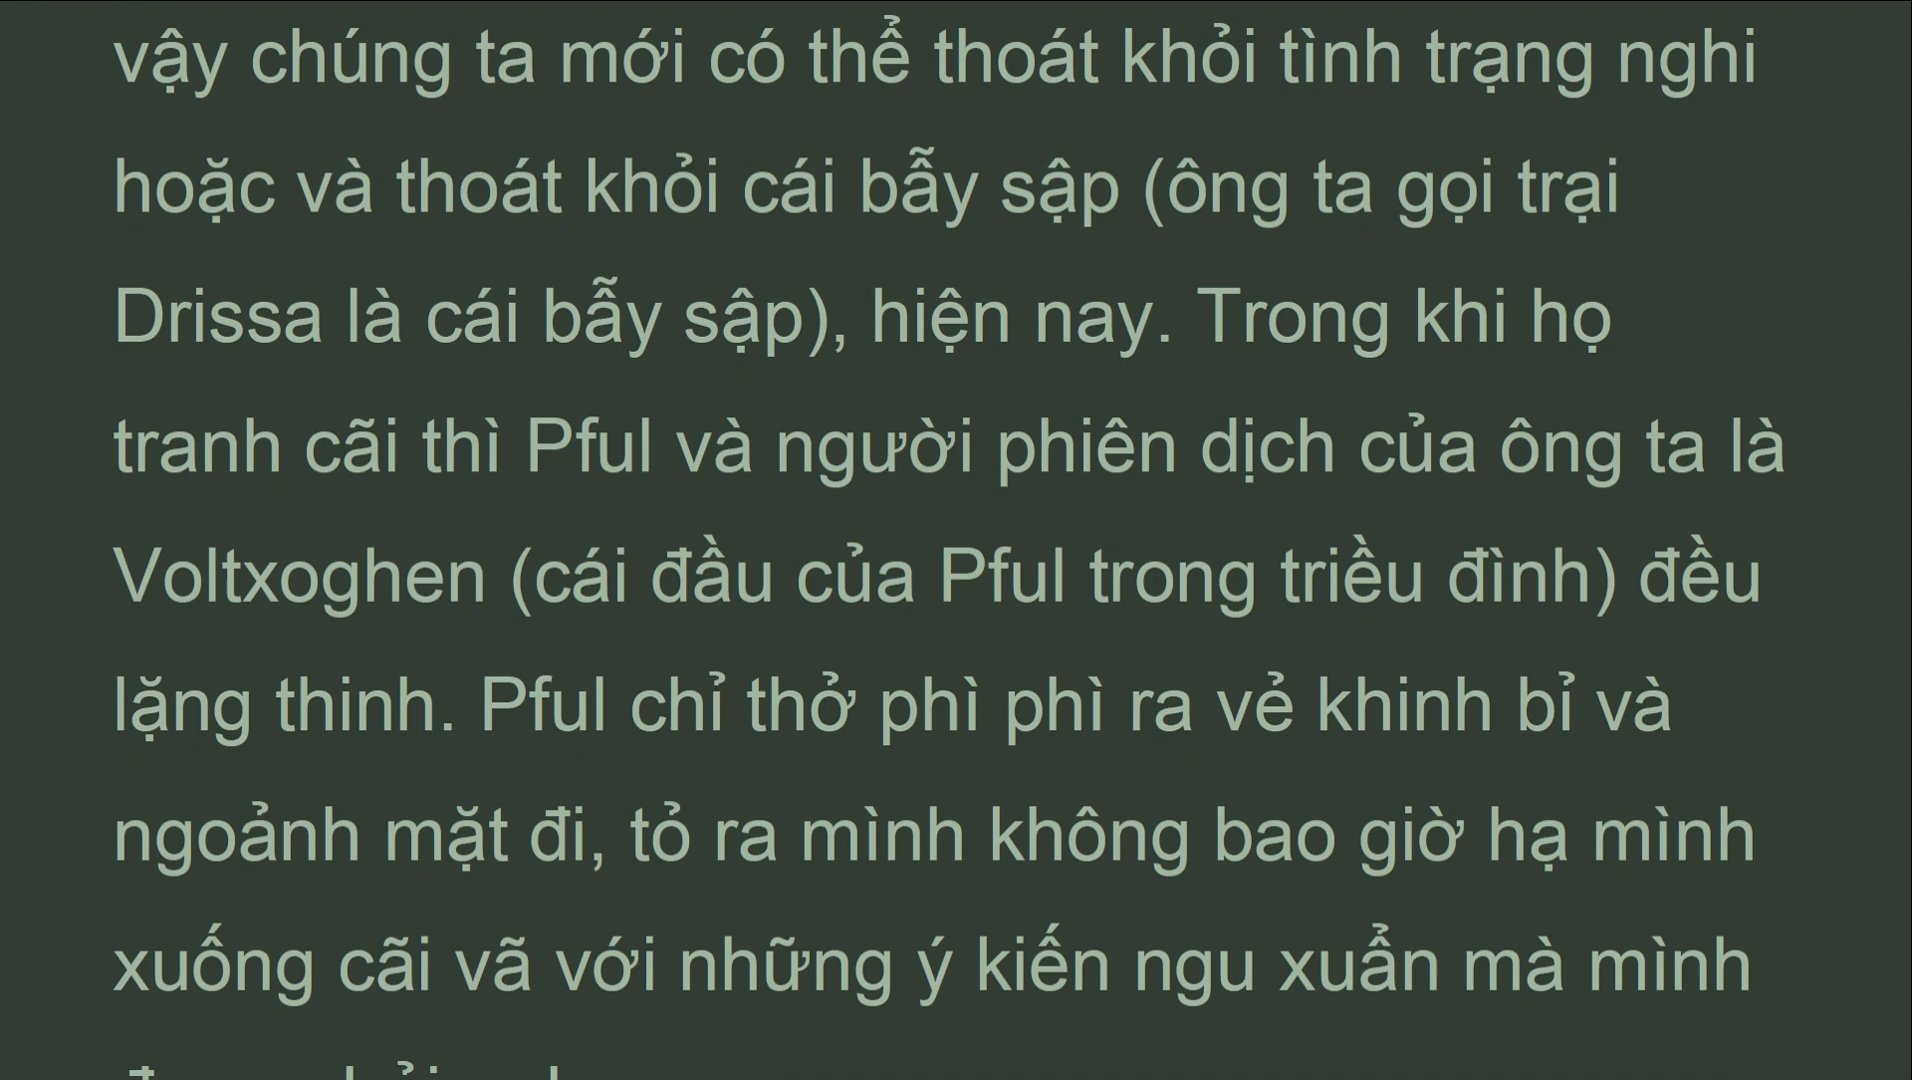 vậy chúng ta mới có thể thoát khỏi tình trạng nghi
hoặc và thoát khỏi cái bẫy sập (ông ta gọi trại
Drissa là cái bẫy sập), hiện nay. Trong khi họ
tranh cãi thì Pful và người phiên dịch của ông ta là
Voltxoghen (cái đầu của Pful trong triều đình) đều
lặng thinh. Pful chỉ thở phì phì ra vẻ khinh bỉ và
ngoảnh mặt đi, tỏ ra mình không bao giờ hạ mình
xuống cãi vã với những ý kiến ngu xuẩn mà mình